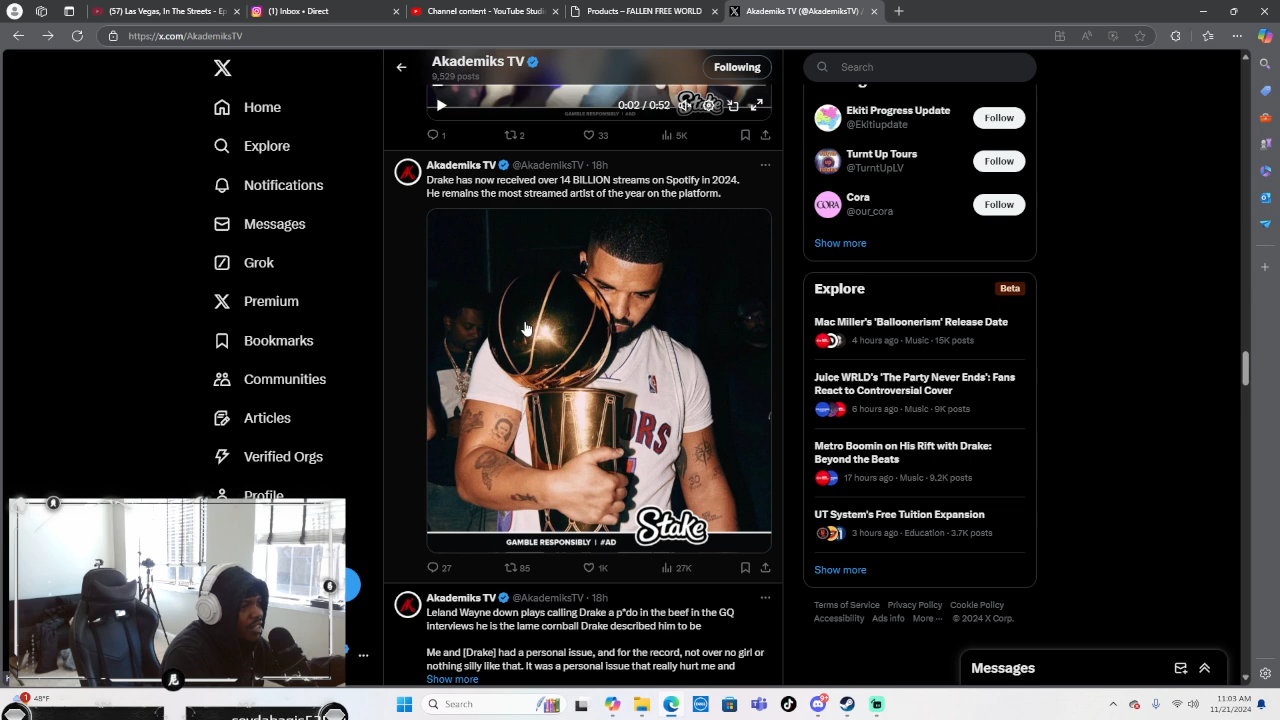 (57) Las Vegas, In The Streets - Ep
(1) Inbox • Direct
Channel content - YouTube Studi
Products – FALLEN FREE WORLD
Akademiks TV (@AkademiksTV) /
https://x.com/AkademiksTV
Home
Explore
Notifications
Messages
Grok
Premium
Bookmarks
Communities
Articles
Verified Orgs
Profile
Akademiks TV
9,529 posts
Following
0:02 / 0:52
Stake
GAMBLE RESPONSIBLY | #AD
1
2
33
5K
Akademiks TV @AkademiksTV · 18h
Drake has now received over 14 BILLION streams on Spotify in 2024.
He remains the most streamed artist of the year on the platform.
ORS
Stake
GAMBLE RESPONSIBLY | #AD
27
85
1K
27K
Akademiks TV @AkademiksTV · 18h
Leland Wayne down plays calling Drake a p*do in the beef in the GQ
Interviews he is the lame cornball Drake described him to be
Me and [Drake] had a personal issue, and for the record, not over no girl or
nothing silly like that. It was a personal issue that really hurt me and
Show more
Search
Ekiti Progress Update
@Ekitiupdate
Follow
Turnt Up Tours
@TurntUpLV
Follow
CORA
Cora
@our_cora
Follow
Show more
Explore
Beta
Mac Miller's 'Balloonerism' Release Date
4 hours ago · Music · 15K posts
Juice WRLD's 'The Party Never Ends': Fans
React to Controversial Cover
6 hours ago · Music · 9K posts
Metro Boomin on His Rift with Drake:
Beyond the Beats
17 hours ago · Music · 9.2K posts
UT System's Free Tuition Expansion
3 hours ago · Education · 3.7K posts
Show more
Terms of Service Privacy Policy Cookie Policy
Accessibility Ads info More ··· © 2024 X Corp.
Messages
1
48°F
Search
11:03 AM
11/21/2024